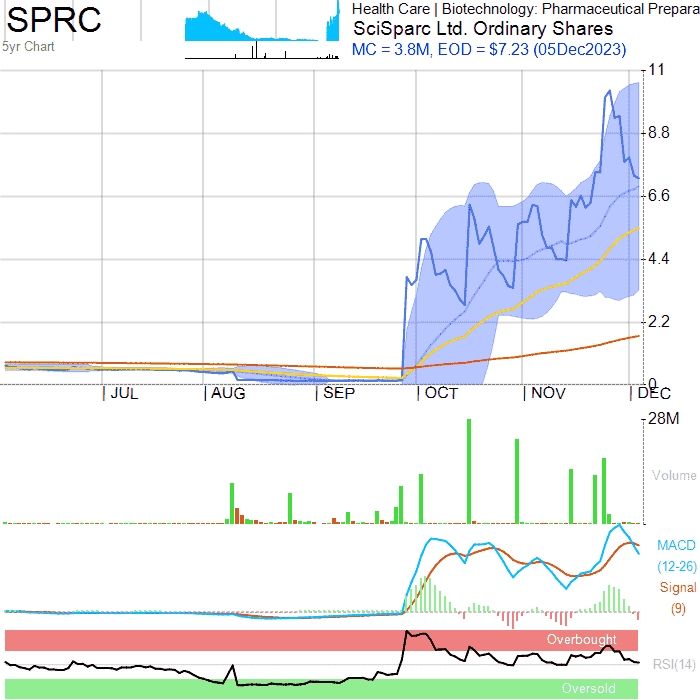 SPRC
Health Care | Biotechnology: Pharmaceutical Prepara
SciSparc Ltd. Ordinary Shares
5yr Chart
MC = 3.8M, EOD = $7.23 (05Dec2023)
11
8.8
6.6
4.4
2.2
0
JUL
AUG
SEP
OCT
NOV
DEC
28M
Volume
MACD
(12-26)
Signal
(9)
Overbought
RSI(14)
Oversold